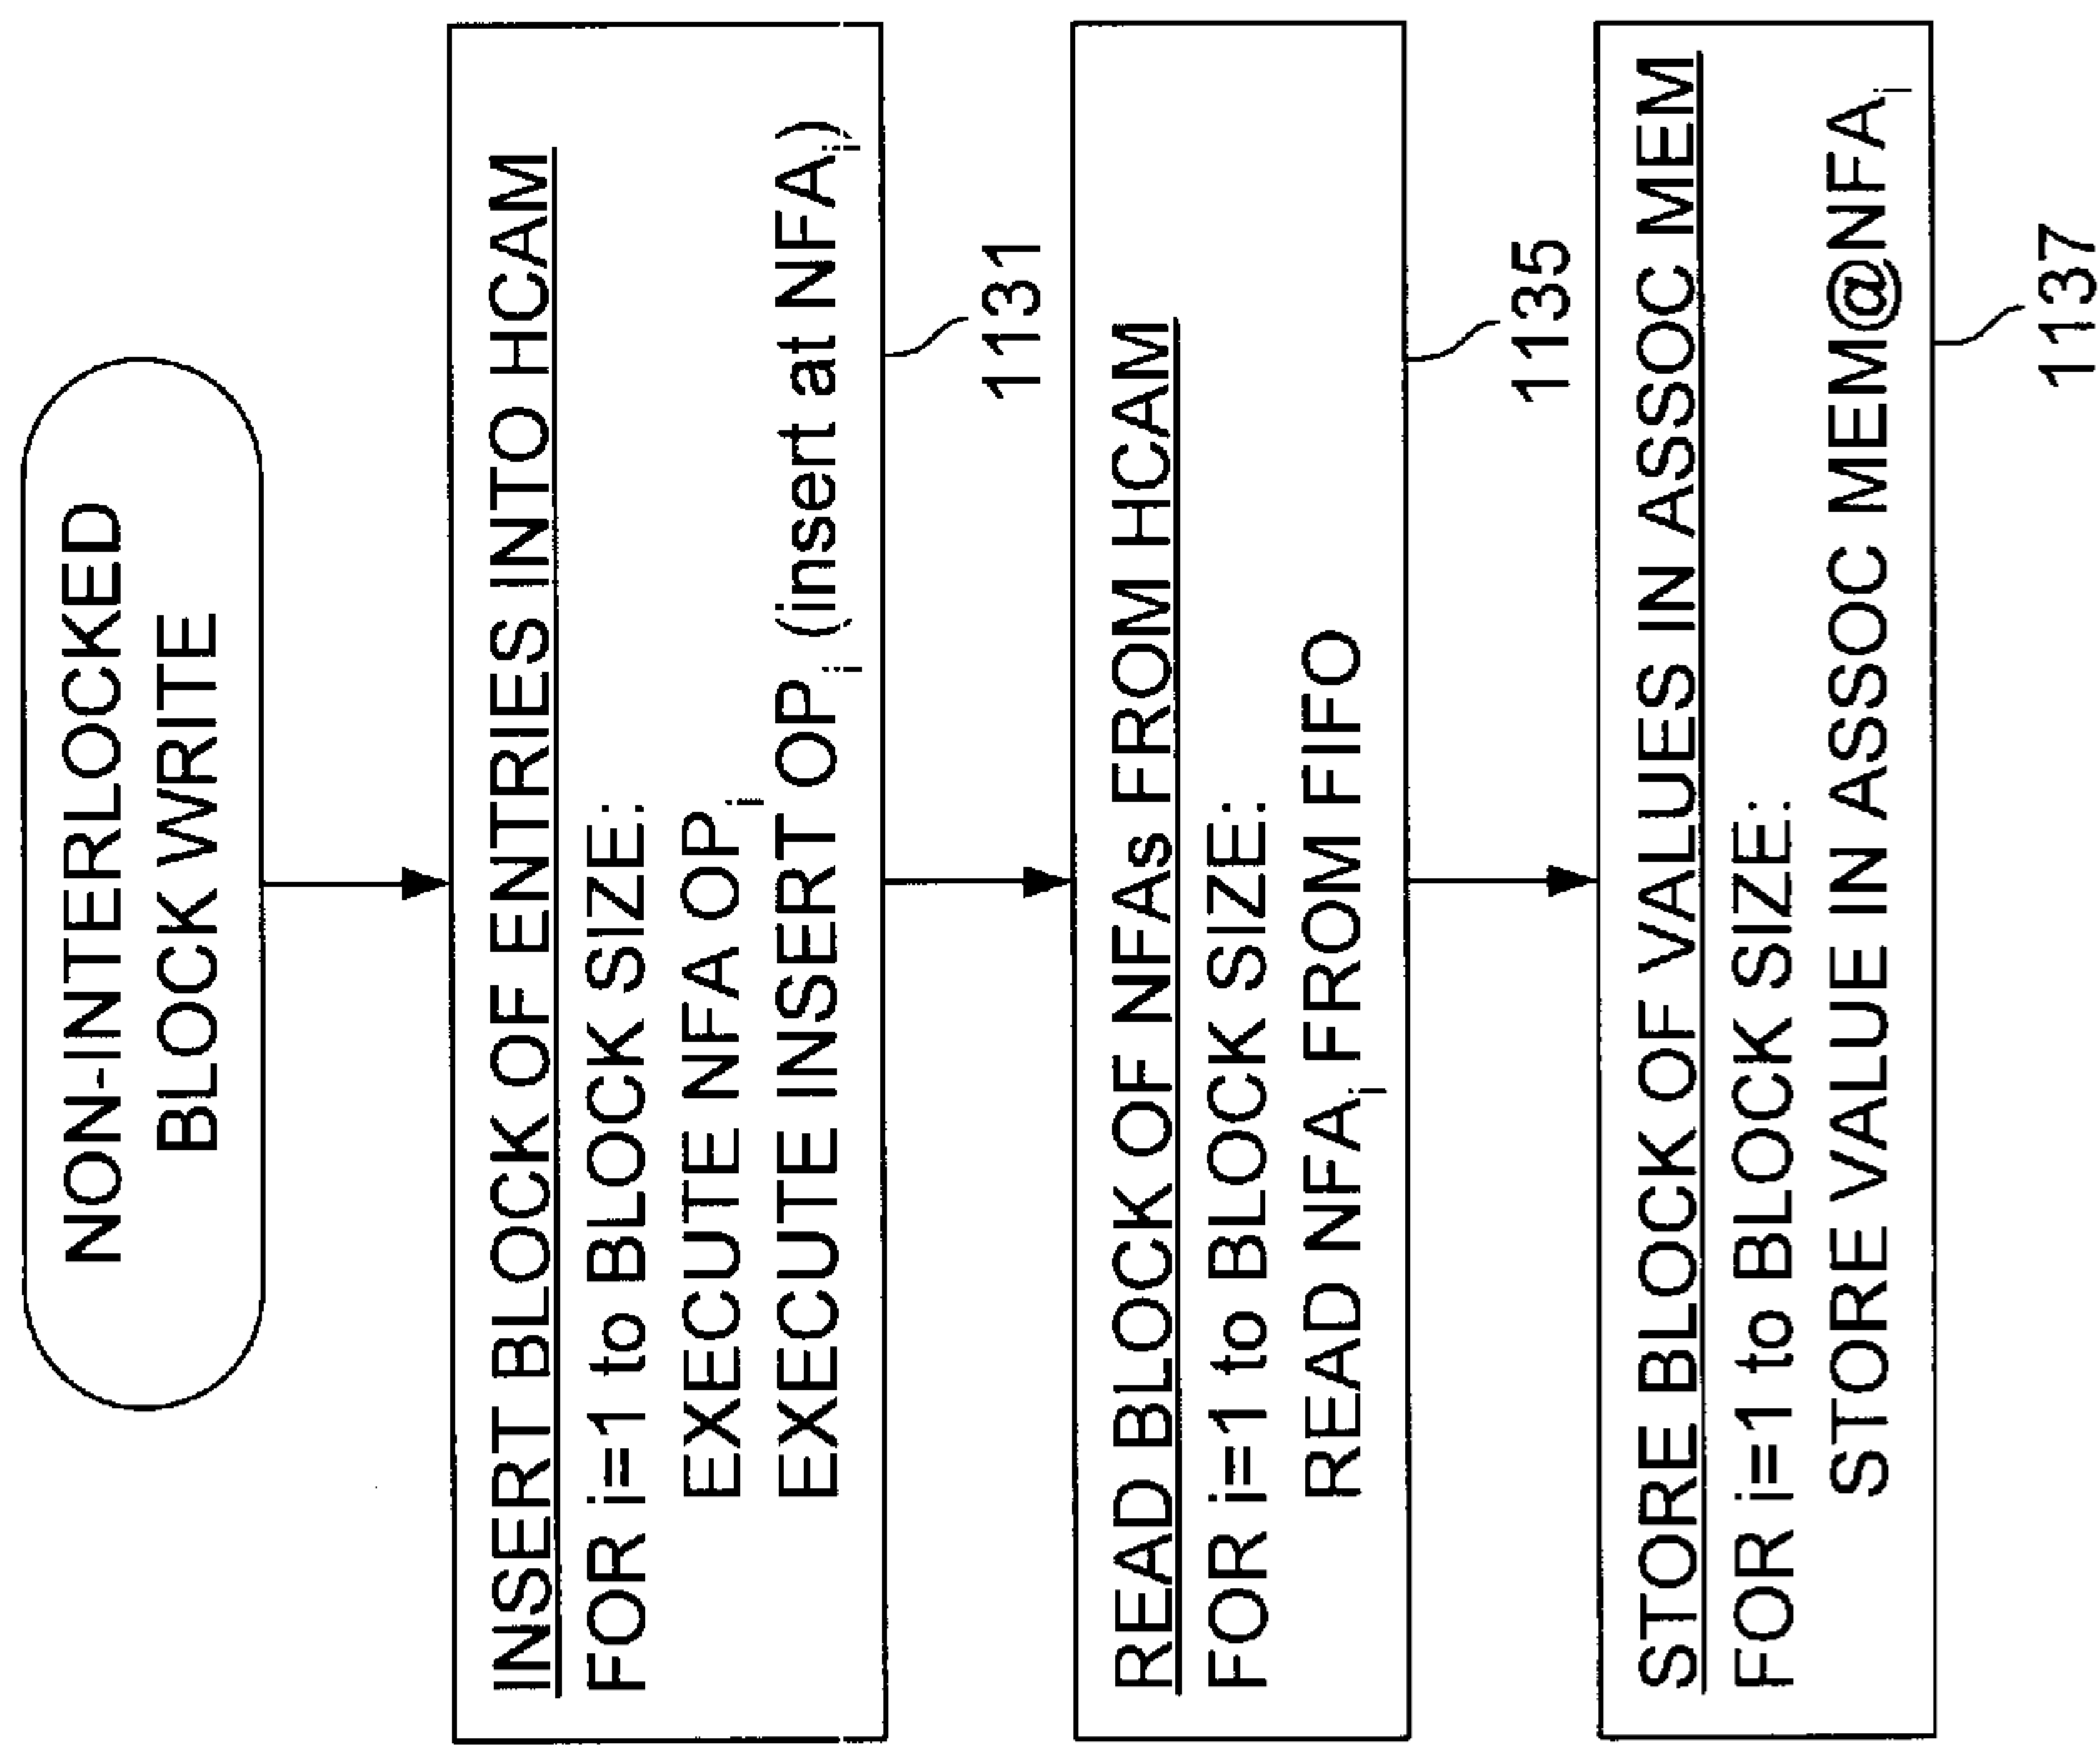 NON-INTERLOCKED
BLOCK WRITE
INSERT BLOCK OF ENTRIES INTO HCAM
FOR i=1 to BLOCK SIZE:
EXECUTE NFA OPi
EXECUTE INSERT OPi (insert at NFAi)
1131
READ BLOCK OF NFAs FROM HCAM
FOR i=1 to BLOCK SIZE:
READ NFAi FROM FIFO
1135
STORE BLOCK OF VALUES IN ASSOC MEM
FOR i=1 to BLOCK SIZE:
STORE VALUE IN ASSOC MEM@NFAi
1137